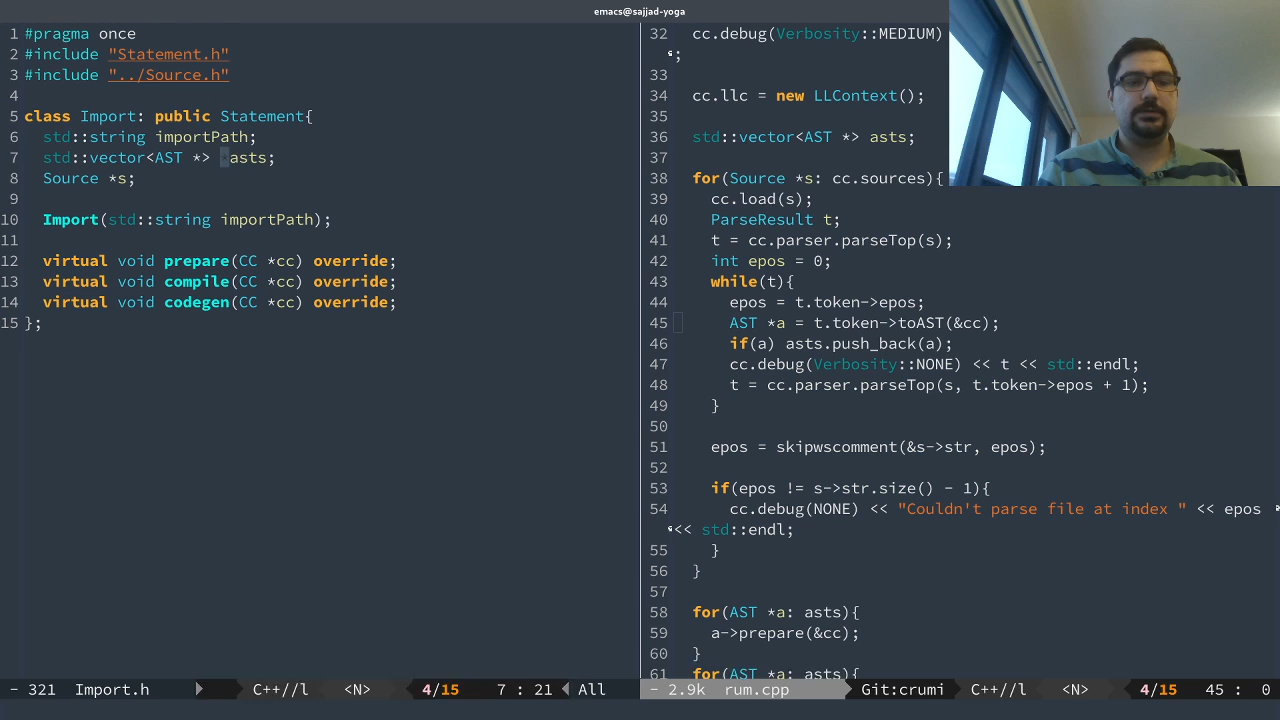 emacs@sajjad-yoga
1 #pragma once
2 #include "Statement.h"
3 #include "../Source.h"
4
5 class Import: public Statement{
6 std::string importPath;
7 std::vector<AST *> *asts;
8 Source *s;
9
10 Import(std::string importPath);
11
12 virtual void prepare(CC *cc) override;
13 virtual void compile(CC *cc) override;
14 virtual void codegen(CC *cc) override;
15 };
- 321 Import.h C++//l <N> 4/15 7 : 21 All
32 cc.debug(Verbosity::MEDIUM)
;
33
34 cc.llc = new LLContext();
35
36 std::vector<AST *> asts;
37
38 for(Source *s: cc.sources){
39 cc.load(s);
40 ParseResult t;
41 t = cc.parser.parseTop(s);
42 int epos = 0;
43 while(t){
44 epos = t.token->epos;
45 AST *a = t.token->toAST(&cc);
46 if(a) asts.push_back(a);
47 cc.debug(Verbosity::NONE) << t << std::endl;
48 t = cc.parser.parseTop(s, t.token->epos + 1);
49 }
50
51 epos = skipwscomment(&s->str, epos);
52
53 if(epos != s->str.size() - 1){
54 cc.debug(NONE) << "Couldn't parse file at index " << epos
<< std::endl;
55 }
56 }
57
58 for(AST *a: asts){
59 a->prepare(&cc);
60 }
61 for(AST *a: asts){
- 2.9k rum.cpp Git:crumi C++//l <N> 4/15 45 : 0